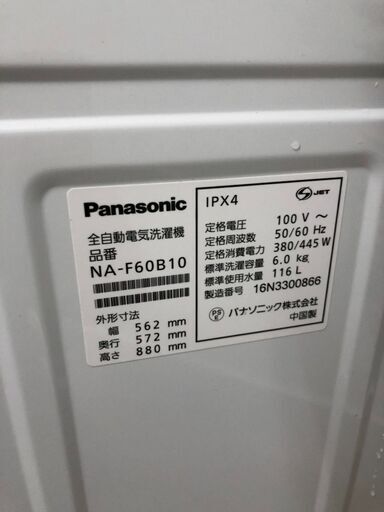 Panasonic
全自動電気洗濯機
品番
NA-F60B10
外形寸法
幅 562 mm
奥行 572 mm
高さ 880 mm
IPX4
S JET
定格電圧 100 V ～
定格周波数 50/60 Hz
定格消費電力 380/445 W
標準洗濯容量 6.0 kg
標準使用水量 116 L
製造番号 16N3300866
PS E パナソニック株式会社
中国製